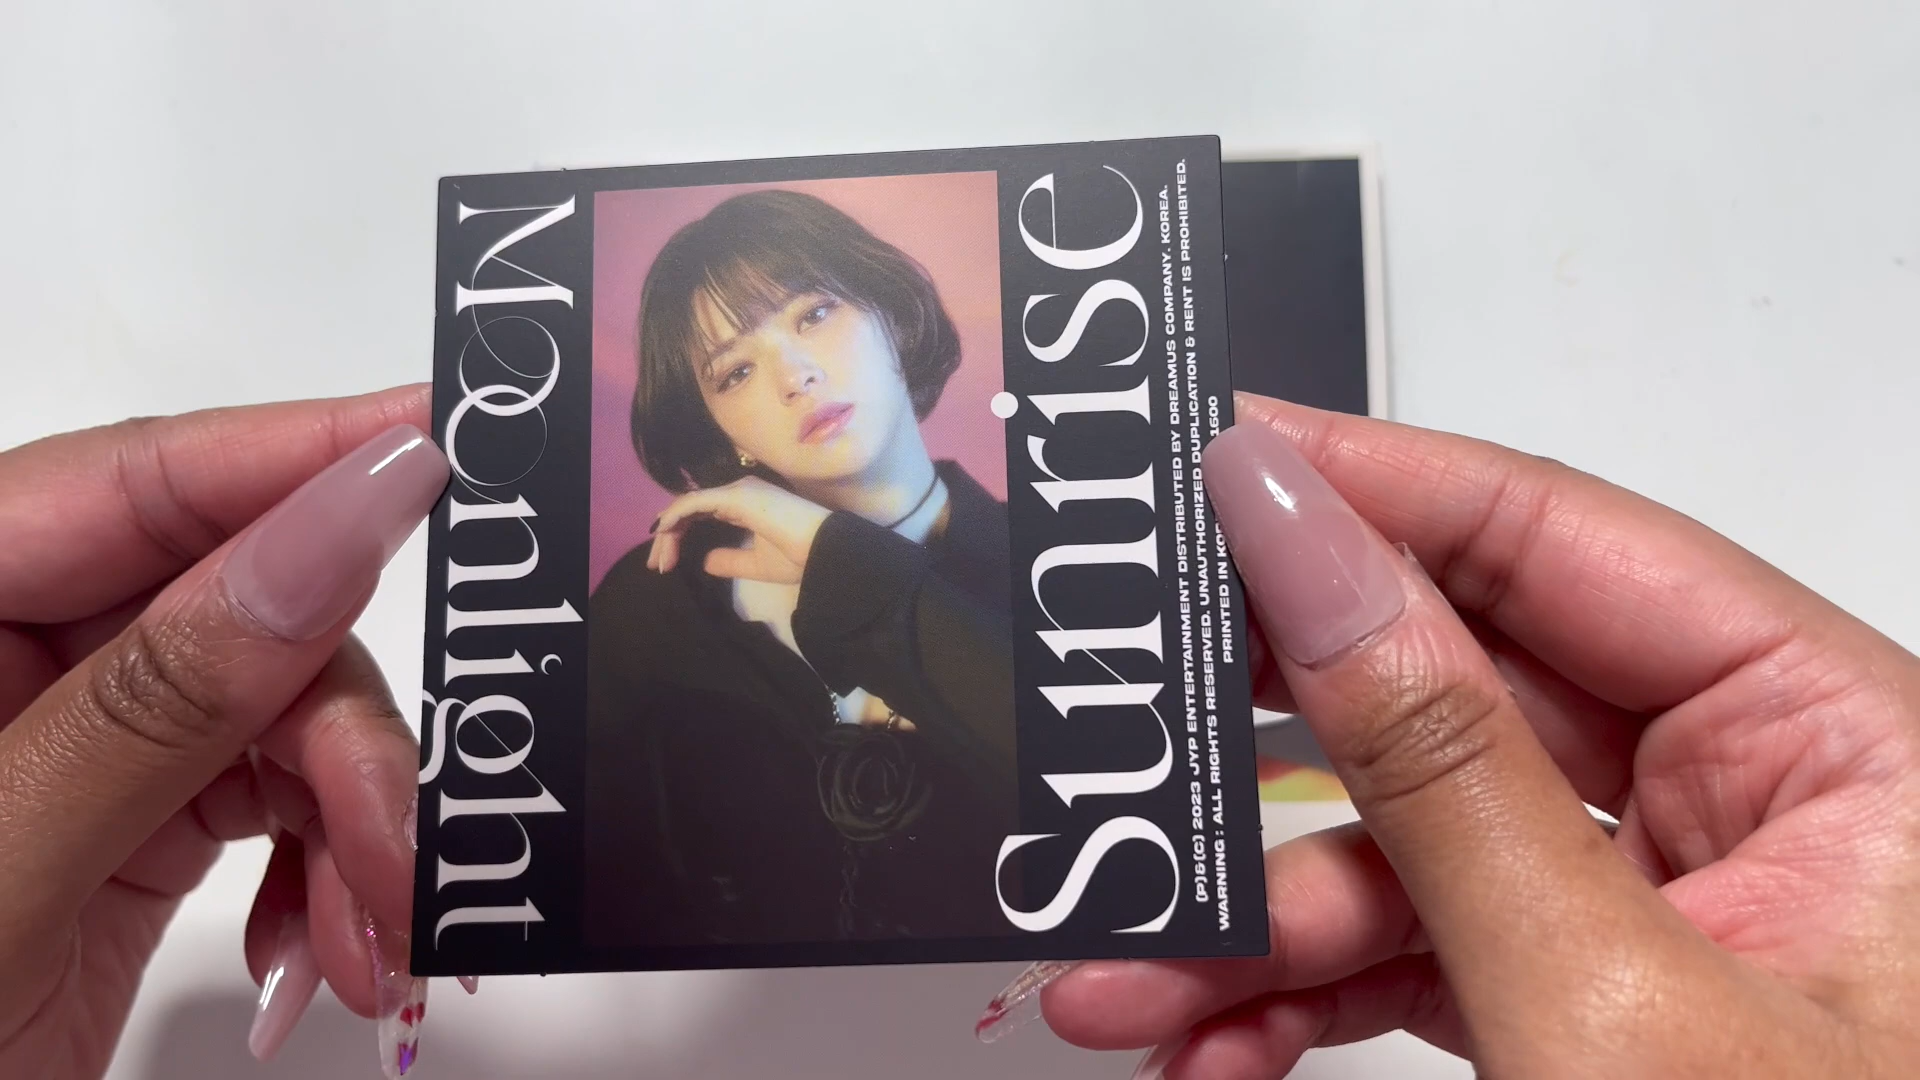 Moonlight
Sunrise
(P)&(C) 2023 JYP ENTERTAINMENT DISTRIBUTED BY DREAMUS COMPANY. KOREA.
WARNING : ALL RIGHTS RESERVED. UNAUTHORIZED DUPLICATION & RENT IS PROHIBITED.
PRINTED IN 1600